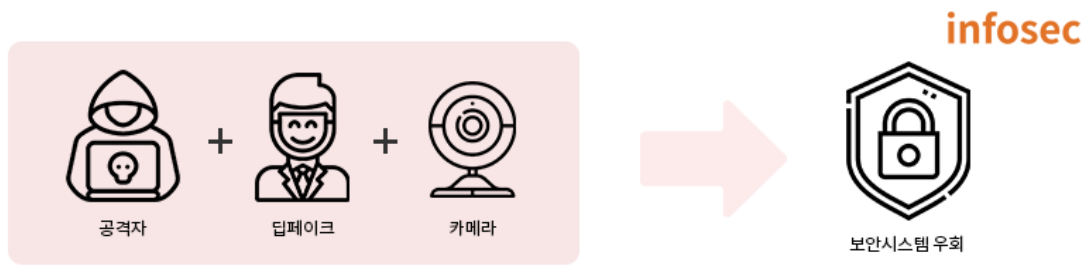 infosec
공격자
딥페이크
카메라
보안시스템 우회